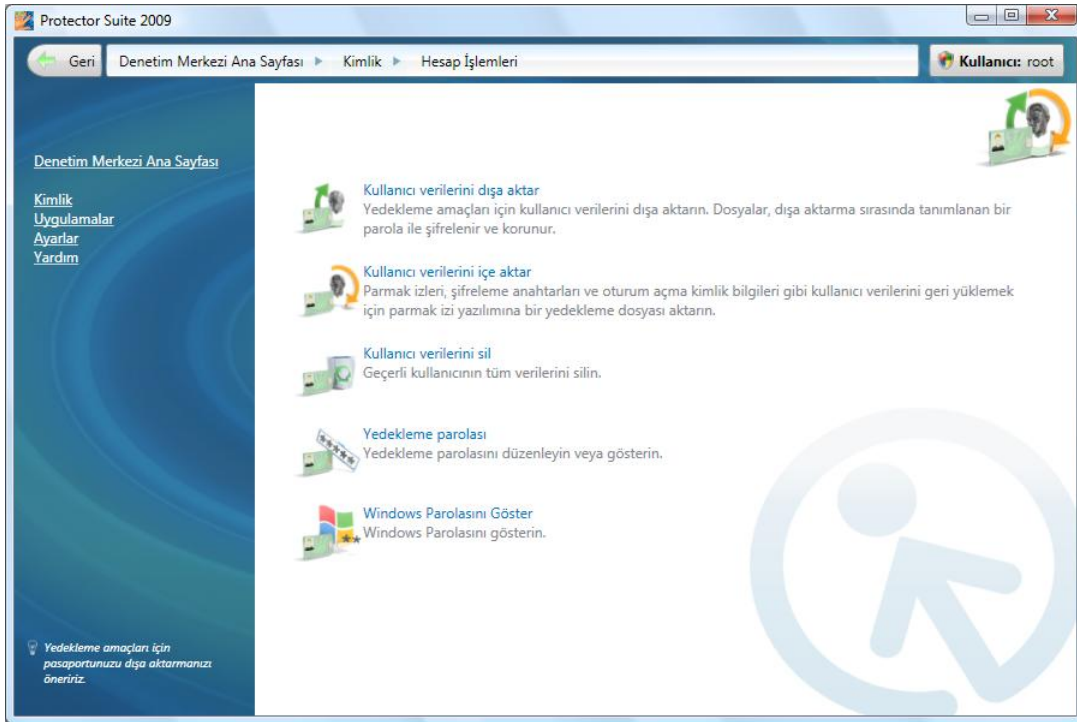 Protector Suite 2009
Geri
Denetim Merkezi Ana Sayfası
Kimlik
Hesap İşlemleri
Kullanıcı: root
Denetim Merkezi Ana Sayfası
Kimlik
Uygulamalar
Ayarlar
Yardım
Kullanıcı verilerini dışa aktar
Yedekleme amaçları için kullanıcı verilerini dışa aktarın. Dosyalar, dışa aktarma sırasında tanımlanan bir
parola ile şifrelenir ve korunur.
Kullanıcı verilerini içe aktar
Parmak izleri, şifreleme anahtarları ve oturum açma kimlik bilgileri gibi kullanıcı verilerini geri yüklemek
için parmak izi yazılımına bir yedekleme dosyası aktarın.
Kullanıcı verilerini sil
Geçerli kullanıcının tüm verilerini silin.
Yedekleme parolası
Yedekleme parolasını düzenleyin veya gösterin.
Windows Parolasını Göster
Windows Parolasını gösterin.
Yedekleme amaçları için
pasaportunuzu dışa aktarmanızı
öneririz.